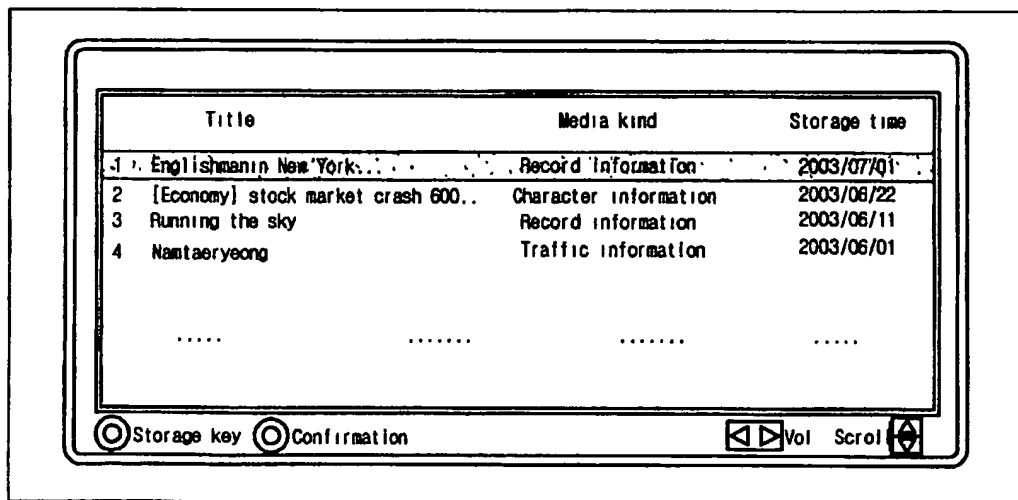 Title Media kind Storage time
1 Englishmanin New York... Record information 2003/07/01
2 [Economy] stock market crash 600.. Character information 2003/06/22
3 Running the sky Record information 2003/06/11
4 Namtaeryeong Traffic information 2003/06/01
..... ....... ....... .....
Storage key Confirmation Vol Scroll